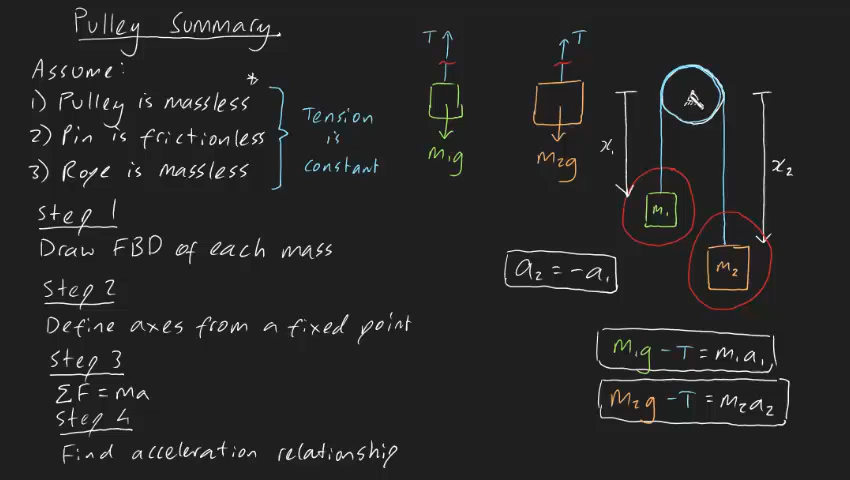 Pulley Summary
Assume:
1) Pulley is massless*
2) Pin is frictionless
3) Rope is massless
Tension
is
constant
Step 1
Draw FBD of each mass
Step 2
Define axes from a fixed point
Step 3
ΣF = ma
Step 4
Find acceleration relationship
T
m₁g
T
m₂g
x₁
x₂
m₁
m₂
a₂ = -a₁
m₁g - T = m₁a₁
m₂g - T = m₂a₂